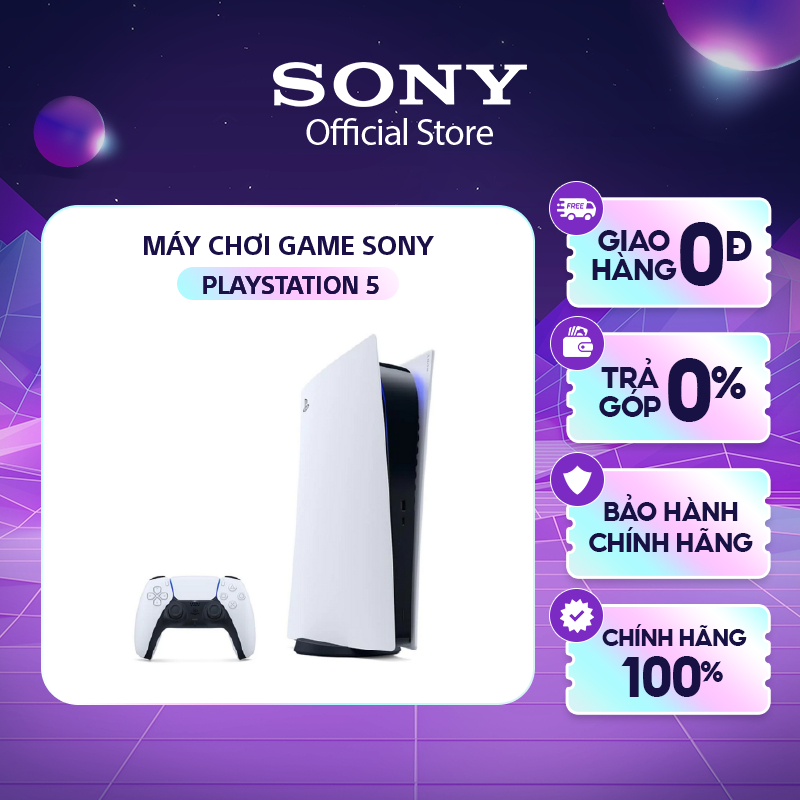 SONY
Official Store
MÁY CHƠI GAME SONY
PLAYSTATION 5
FREE
GIAO
HÀNG 0Đ
TRẢ
GÓP 0%
BẢO HÀNH
CHÍNH HÃNG
CHÍNH HÃNG
100%